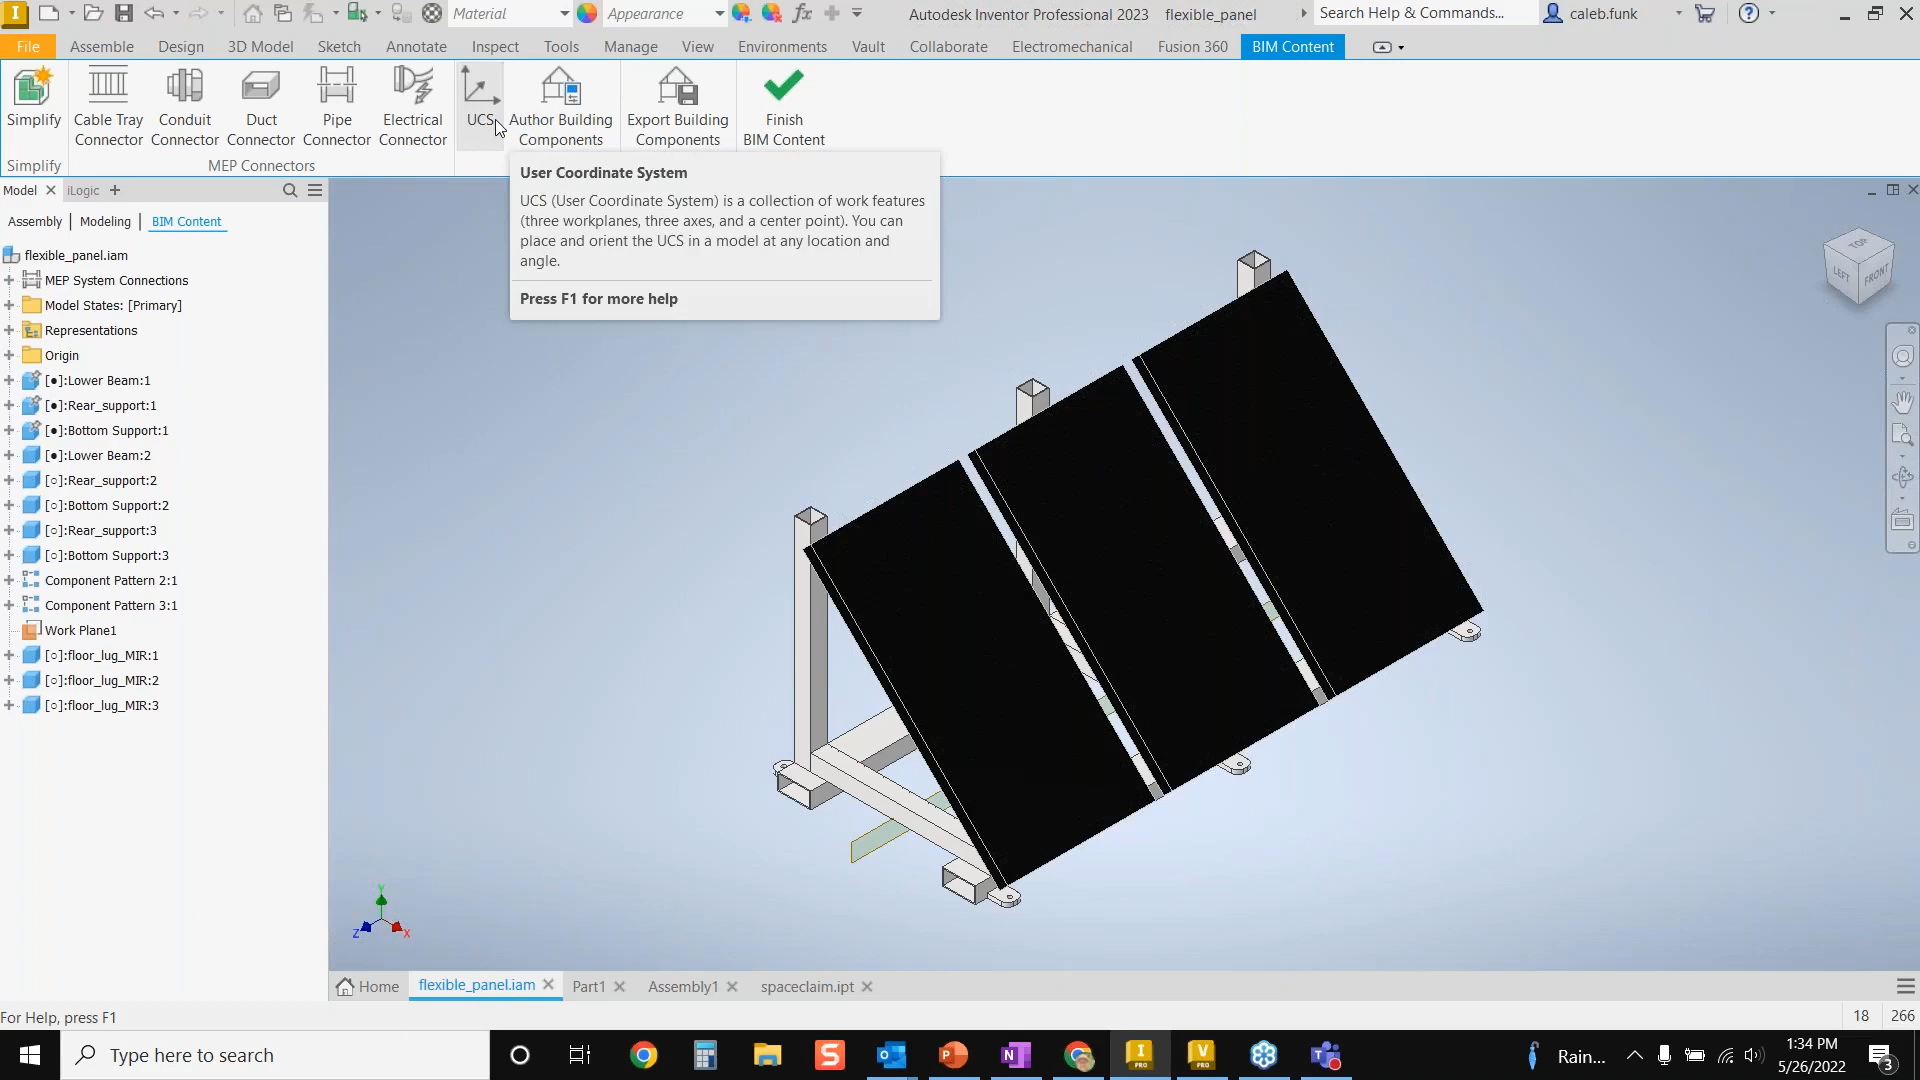 Material
Appearance
Autodesk Inventor Professional 2023 flexible_panel
Search Help & Commands...
caleb.funk
File Assemble Design 3D Model Sketch Annotate Inspect Tools Manage View Environments Vault Collaborate Electromechanical Fusion 360 BIM Content
Simplify
Cable Tray
Connector
Conduit
Connector
Duct
Connector
Pipe
Connector
Electrical
Connector
UCS
Author Building
Components
Export Building
Components
Finish
BIM Content
Simplify
MEP Connectors
User Coordinate System
UCS (User Coordinate System) is a collection of work features
(three workplanes, three axes, and a center point). You can
place and orient the UCS in a model at any location and
angle.
Press F1 for more help
Model iLogic
Assembly Modeling BIM Content
flexible_panel.iam
MEP System Connections
Model States: [Primary]
Representations
Origin
[●]:Lower Beam:1
[●]:Rear_support:1
[●]:Bottom Support:1
[●]:Lower Beam:2
[○]:Rear_support:2
[○]:Bottom Support:2
[○]:Rear_support:3
[○]:Bottom Support:3
Component Pattern 2:1
Component Pattern 3:1
Work Plane1
[○]:floor_lug_MIR:1
[○]:floor_lug_MIR:2
[○]:floor_lug_MIR:3
TOP
LEFT FRONT
Y
Z X
Home flexible_panel.iam Part1 Assembly1 spaceclaim.ipt
For Help, press F1
18 266
Type here to search
Rain...
1:34 PM
5/26/2022
3